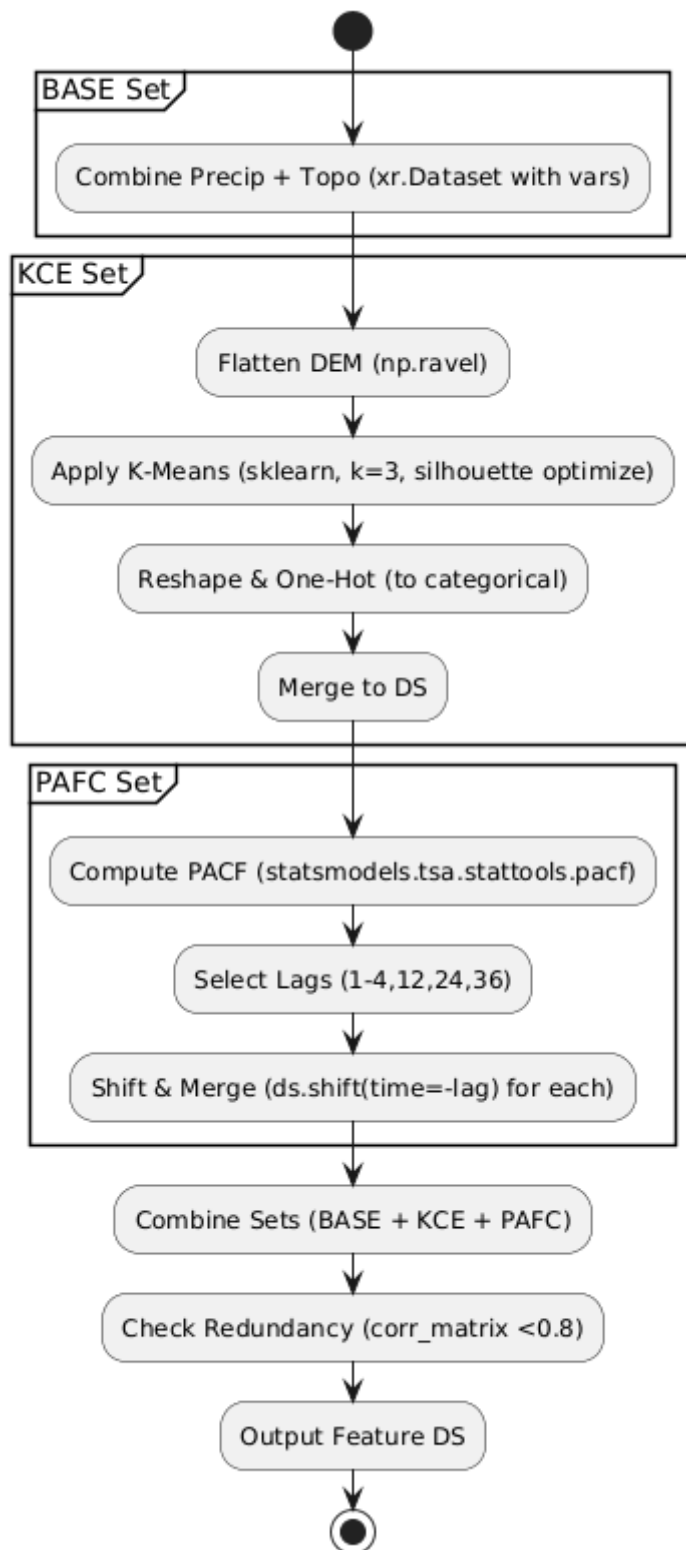 BASE Set
Combine Precip + Topo (xr.Dataset with vars)
KCE Set
Flatten DEM (np.ravel)
Apply K-Means (sklearn, k=3, silhouette optimize)
Reshape & One-Hot (to categorical)
Merge to DS
PAFC Set
Compute PACF (statsmodels.tsa.stattools.pacf)
Select Lags (1-4,12,24,36)
Shift & Merge (ds.shift(time=-lag) for each)
Combine Sets (BASE + KCE + PAFC)
Check Redundancy (corr_matrix <0.8)
Output Feature DS